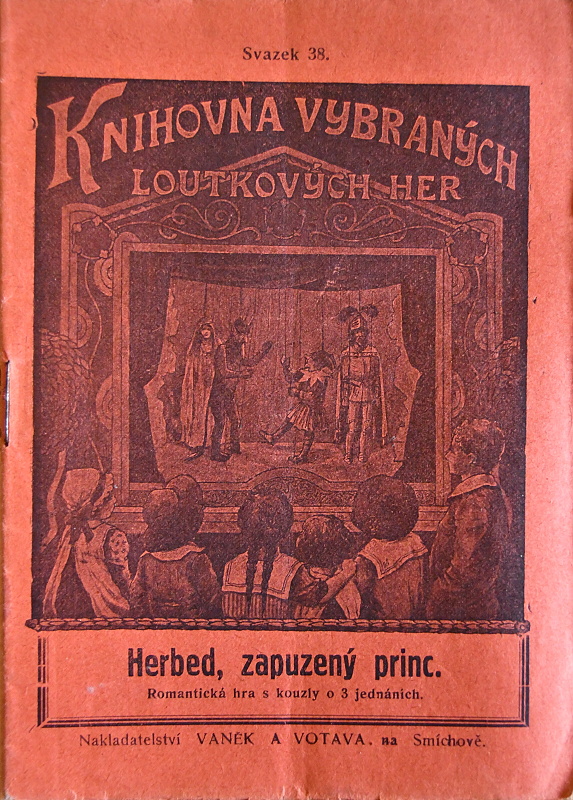 Svazek 38.
KNIHOVNA VYBRANÝCH
LOUTKOVÝCH HER
Herbed, zapuzený princ.
Romantická hra s kouzly o 3 jednáních.
Nakladatelství VANĚK A VOTAVA, na Smíchově.